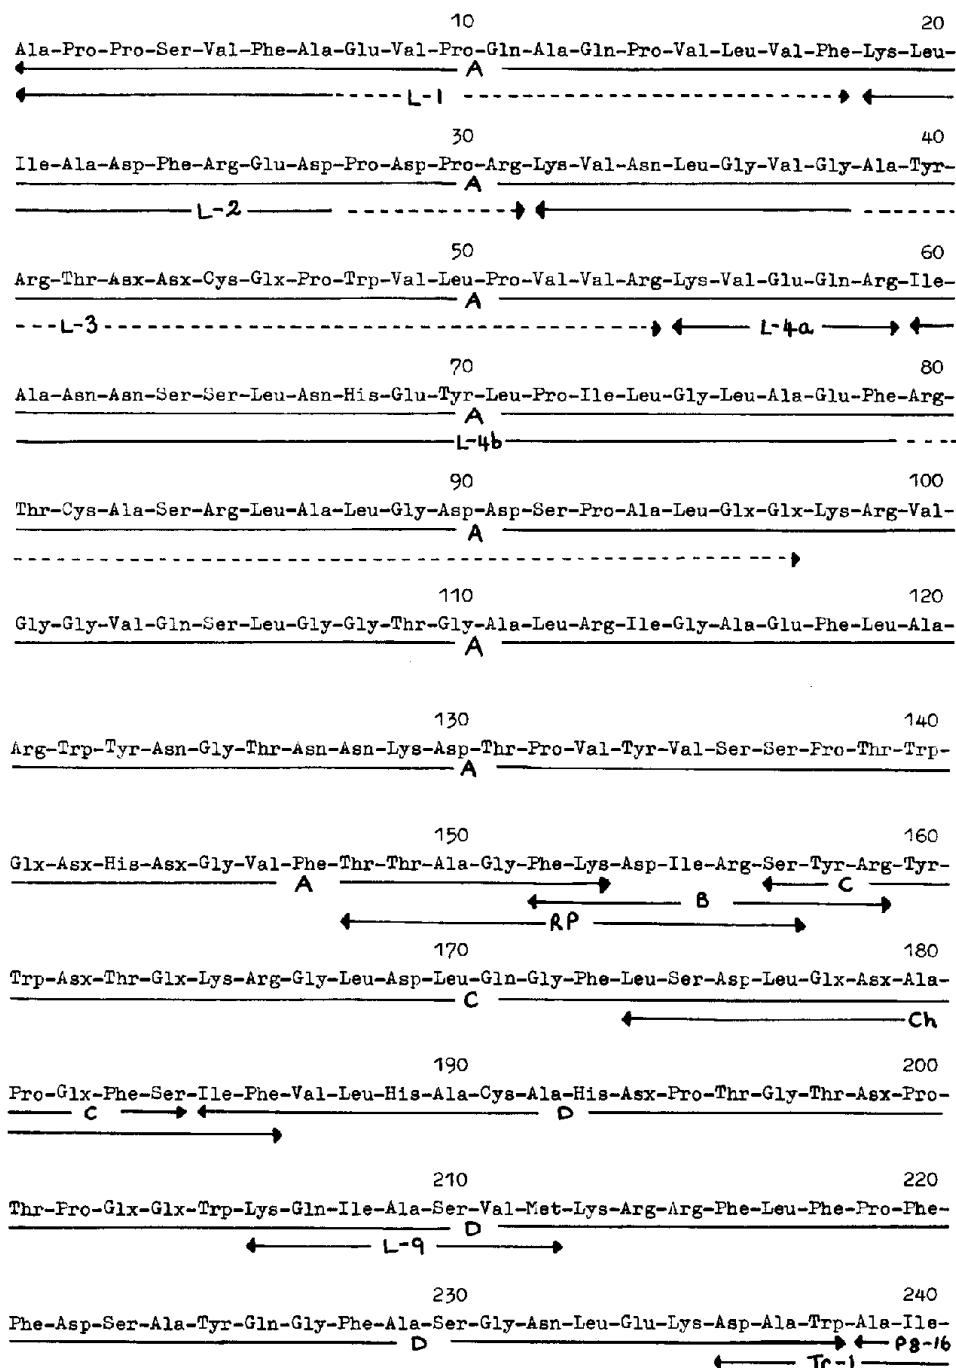 10 20
Ala-Pro-Pro-Ser-Val-Phe-Ala-Glu-Val-Pro-Gln-Ala-Gln-Pro-Val-Leu-Val-Phe-Lys-Leu-
A
L-1
30 40
Ile-Ala-Asp-Phe-Arg-Glu-Asp-Pro-Asp-Pro-Arg-Lys-Val-Asn-Leu-Gly-Val-Gly-Ala-Tyr-
A
L-2
50 60
Arg-Thr-Asx-Asx-Cys-Glx-Pro-Trp-Val-Leu-Pro-Val-Val-Arg-Lys-Val-Glu-Gln-Arg-Ile-
A
L-3 L-4a
70 80
Ala-Asn-Asn-Ser-Ser-Leu-Asn-His-Glu-Tyr-Leu-Pro-Ile-Leu-Gly-Leu-Ala-Glu-Phe-Arg-
A
L-4b
90 100
Thr-Cys-Ala-Ser-Arg-Leu-Ala-Leu-Gly-Asp-Asp-Ser-Pro-Ala-Leu-Glx-Glx-Lys-Arg-Val-
A
110 120
Gly-Gly-Val-Gln-Ser-Leu-Gly-Gly-Thr-Gly-Ala-Leu-Arg-Ile-Gly-Ala-Glu-Phe-Leu-Ala-
A
130 140
Arg-Trp-Tyr-Asn-Gly-Thr-Asn-Asn-Lys-Asp-Thr-Pro-Val-Tyr-Val-Ser-Ser-Pro-Thr-Trp-
A
150 160
Glx-Asx-His-Asx-Gly-Val-Phe-Thr-Thr-Ala-Gly-Phe-Lys-Asp-Ile-Arg-Ser-Tyr-Arg-Tyr-
A C
B
RP
170 180
Trp-Asx-Thr-Glx-Lys-Arg-Gly-Leu-Asp-Leu-Gln-Gly-Phe-Leu-Ser-Asp-Leu-Glx-Asx-Ala-
C
Ch
190 200
Pro-Glx-Phe-Ser-Ile-Phe-Val-Leu-His-Ala-Cys-Ala-His-Asx-Pro-Thr-Gly-Thr-Asx-Pro-
C D
210 220
Thr-Pro-Glx-Glx-Trp-Lys-Gln-Ile-Ala-Ser-Val-Met-Lys-Arg-Arg-Phe-Leu-Phe-Pro-Phe-
D
L-9
230 240
Phe-Asp-Ser-Ala-Tyr-Gln-Gly-Phe-Ala-Ser-Gly-Asn-Leu-Glu-Lys-Asp-Ala-Trp-Ala-Ile-
D P8-16
Tr-1